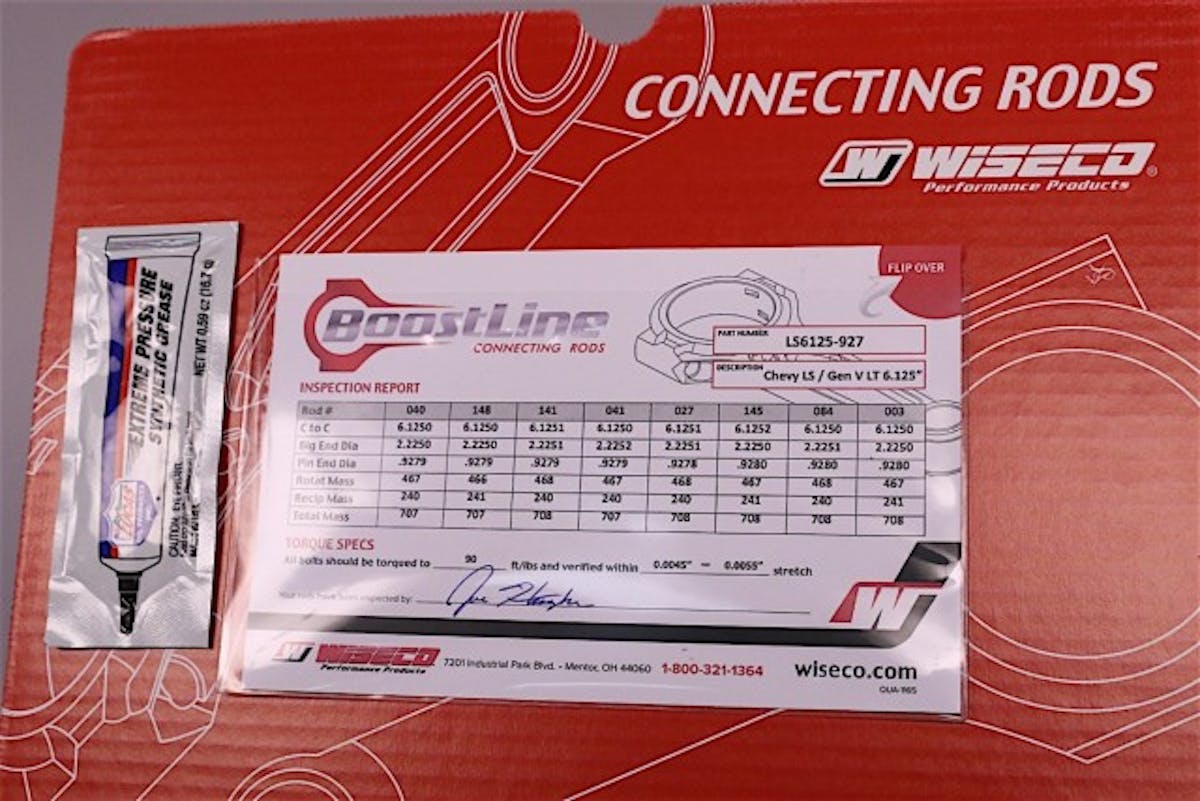 CONNECTING RODS
W WISECO®
Performance Products
EXTREME PRESSURE
SYNTHETIC GREASE
NET WT 0.59 oz (16.7 g)
FLIP OVER
BOOSTLINE
CONNECTING RODS
PART NUMBER
LS6125-927
DESCRIPTION
Chevy LS / Gen V LT 6.125"
INSPECTION REPORT
Rod # 040 148 141 041 027 145 084 003
C to C 6.1250 6.1250 6.1251 6.1250 6.1251 6.1252 6.1250 6.1250
Big End Dia 2.2250 2.2250 2.2251 2.2252 2.2251 2.2250 2.2251 2.2250
Pin End Dia .9279 .9279 .9279 .9279 .9278 .9280 .9280 .9280
Rotat Mass 467 466 468 467 468 467 468 467
Recip Mass 240 241 240 240 240 241 240 241
Total Mass 707 707 708 707 708 708 708 708
TORQUE SPECS
All bolts should be torqued to 90 ft/lbs and verified within 0.0045" — 0.0055" stretch
Your rods have been inspected by:
W
W WISECO
Performance Products
7201 Industrial Park Blvd. - Mentor, OH 44060 1-800-321-1364 wiseco.com
QUA-1165